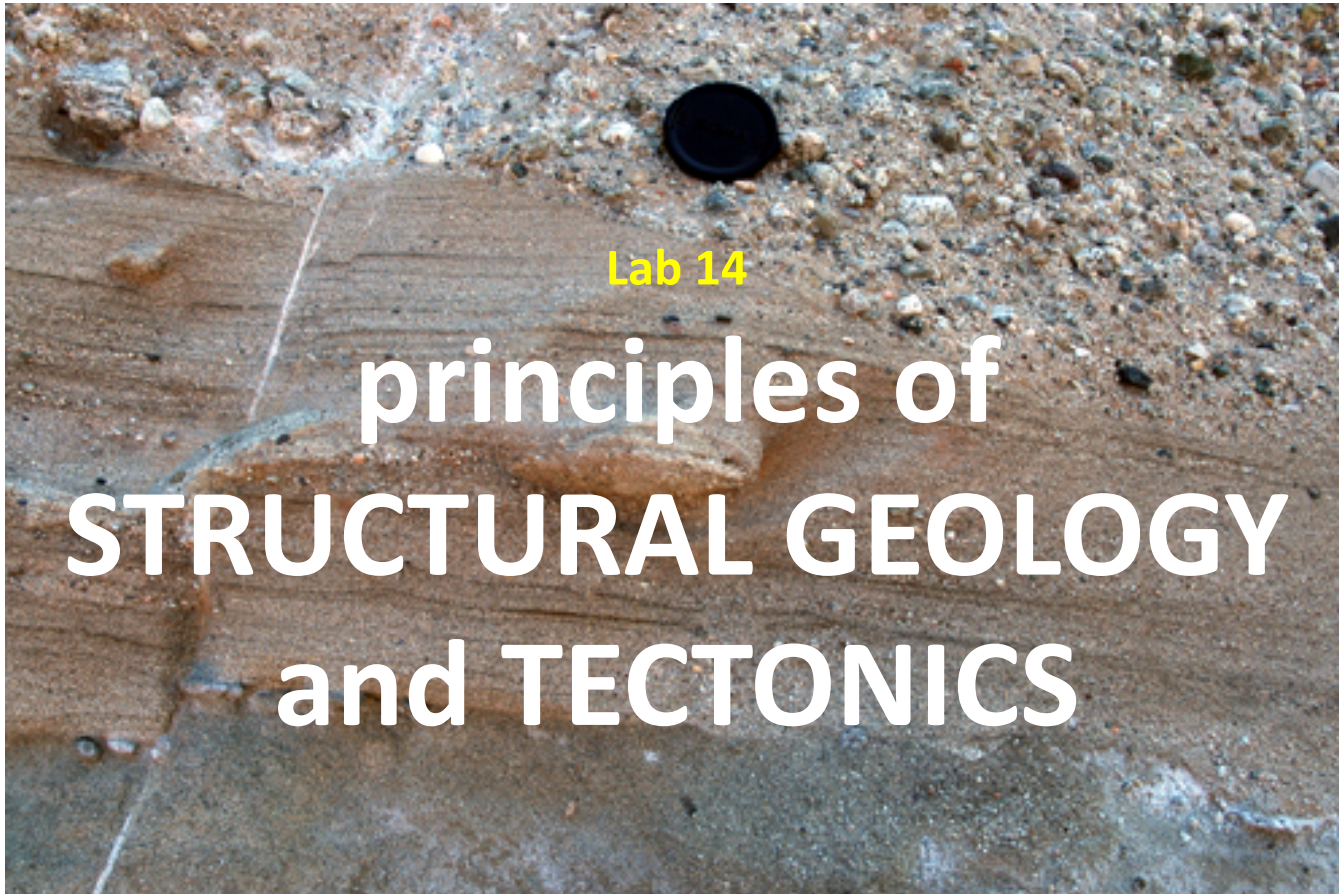 Lab 14
principles of
STRUCTURAL GEOLOGY
and TECTONICS